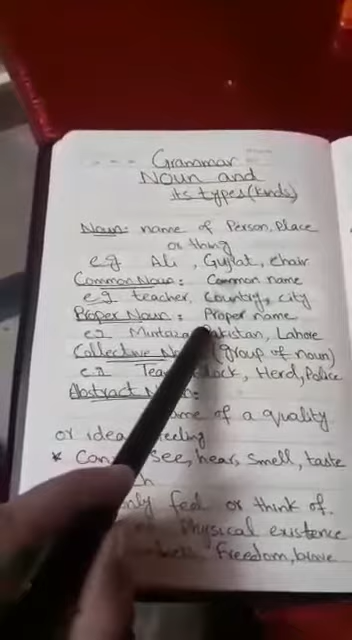 Grammar
Noun and
its types (kinds)
Noun: name of Person, Place
or thing
e.g Ali , Gujrat, chair
Common Noun: Common name
e.g teacher, Country, city
Proper Noun: Proper name
Pakistan, Lahore
Collective (group of noun)
Flock, Herd, Police
Abstract
of a quality
or idea feeling
* see, hear, smell, taste
only feel or think of.
Physical existence
Freedom, brave